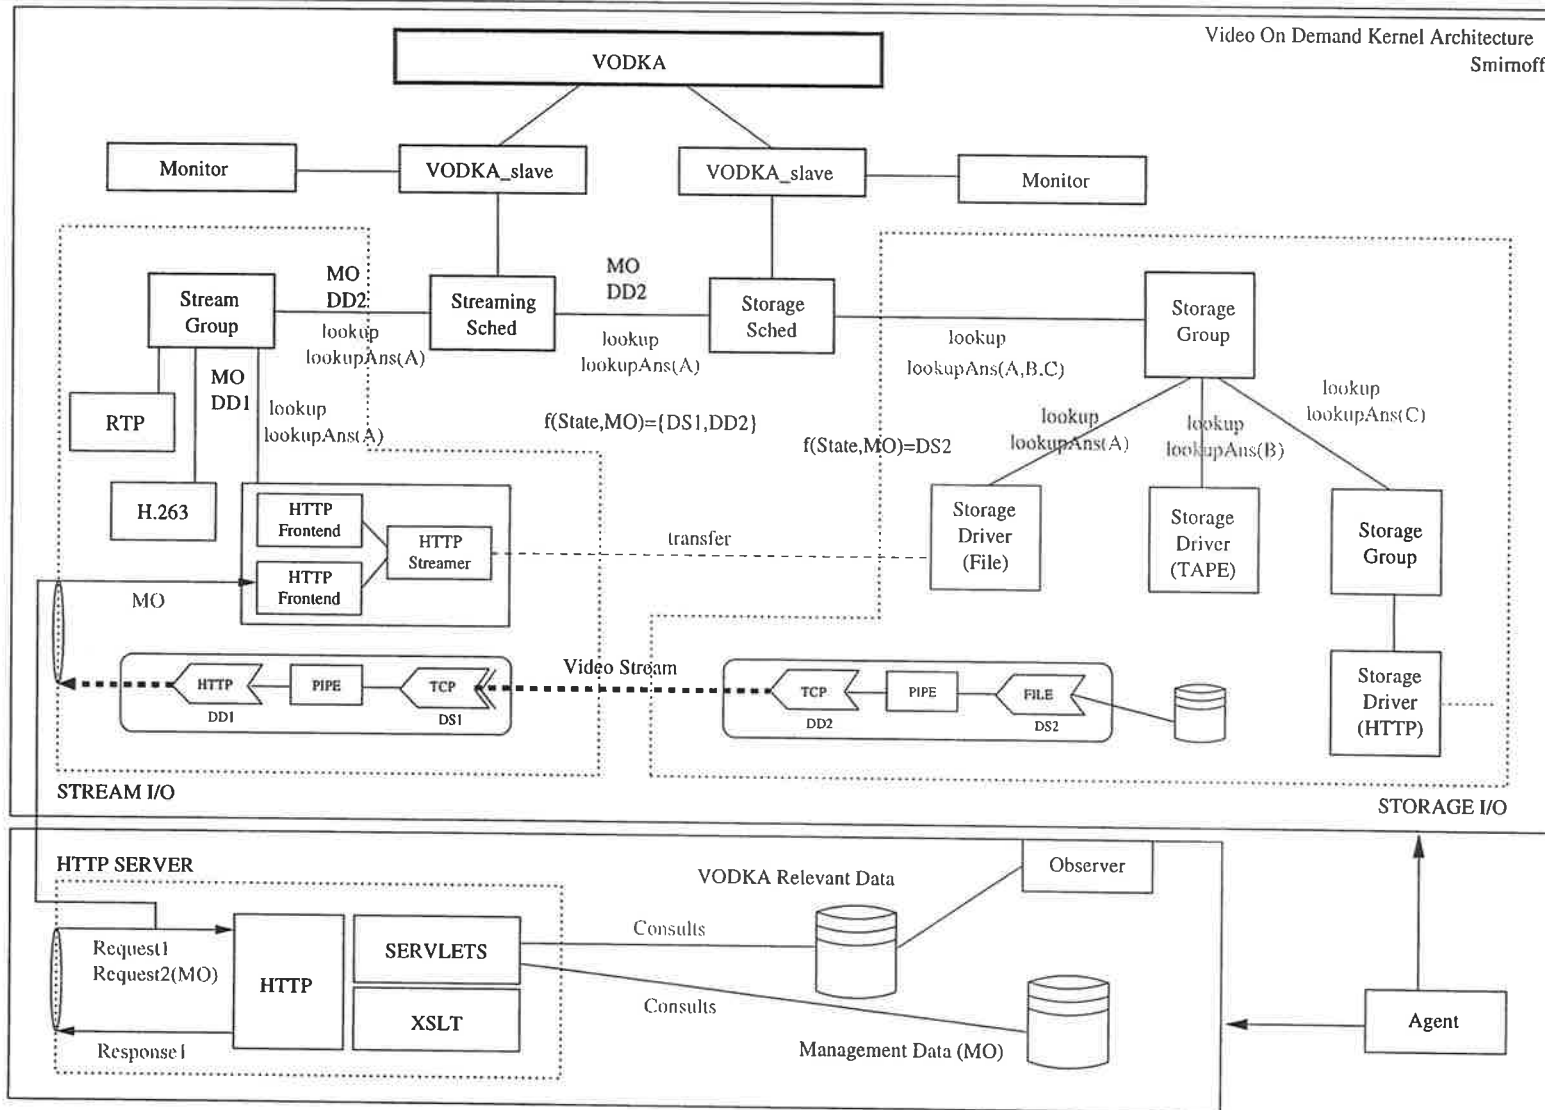 Video On Demand Kernel Architecture
Smirnoff
VODKA
Monitor
VODKA_slave
VODKA_slave
Monitor
MO
DD2
MO
DD2
Stream
Group
Streaming
Sched
Storage
Sched
Storage
Group
lookup
lookupAns(A)
lookup
lookupAns(A)
lookup
lookupAns(A,B.C)
MO
DD1
lookup
lookupAns(A)
RTP
f(State,MO)={DS1,DD2}
f(State,MO)=DS2
lookup
lookupAns(A)
lookup
lookupAns(B)
lookup
lookupAns(C)
H.263
HTTP
Frontend
HTTP
Streamer
HTTP
Frontend
transfer
Storage
Driver
(File)
Storage
Driver
(TAPE)
Storage
Group
MO
Video Stream
HTTP
PIPE
TCP
DD1
DS1
TCP
PIPE
FILE
DD2
DS2
Storage
Driver
(HTTP)
STREAM I/O
STORAGE I/O
HTTP SERVER
VODKA Relevant Data
Observer
Request1
Request2(MO)
HTTP
SERVLETS
XSLT
Consults
Consults
Response1
Management Data (MO)
Agent